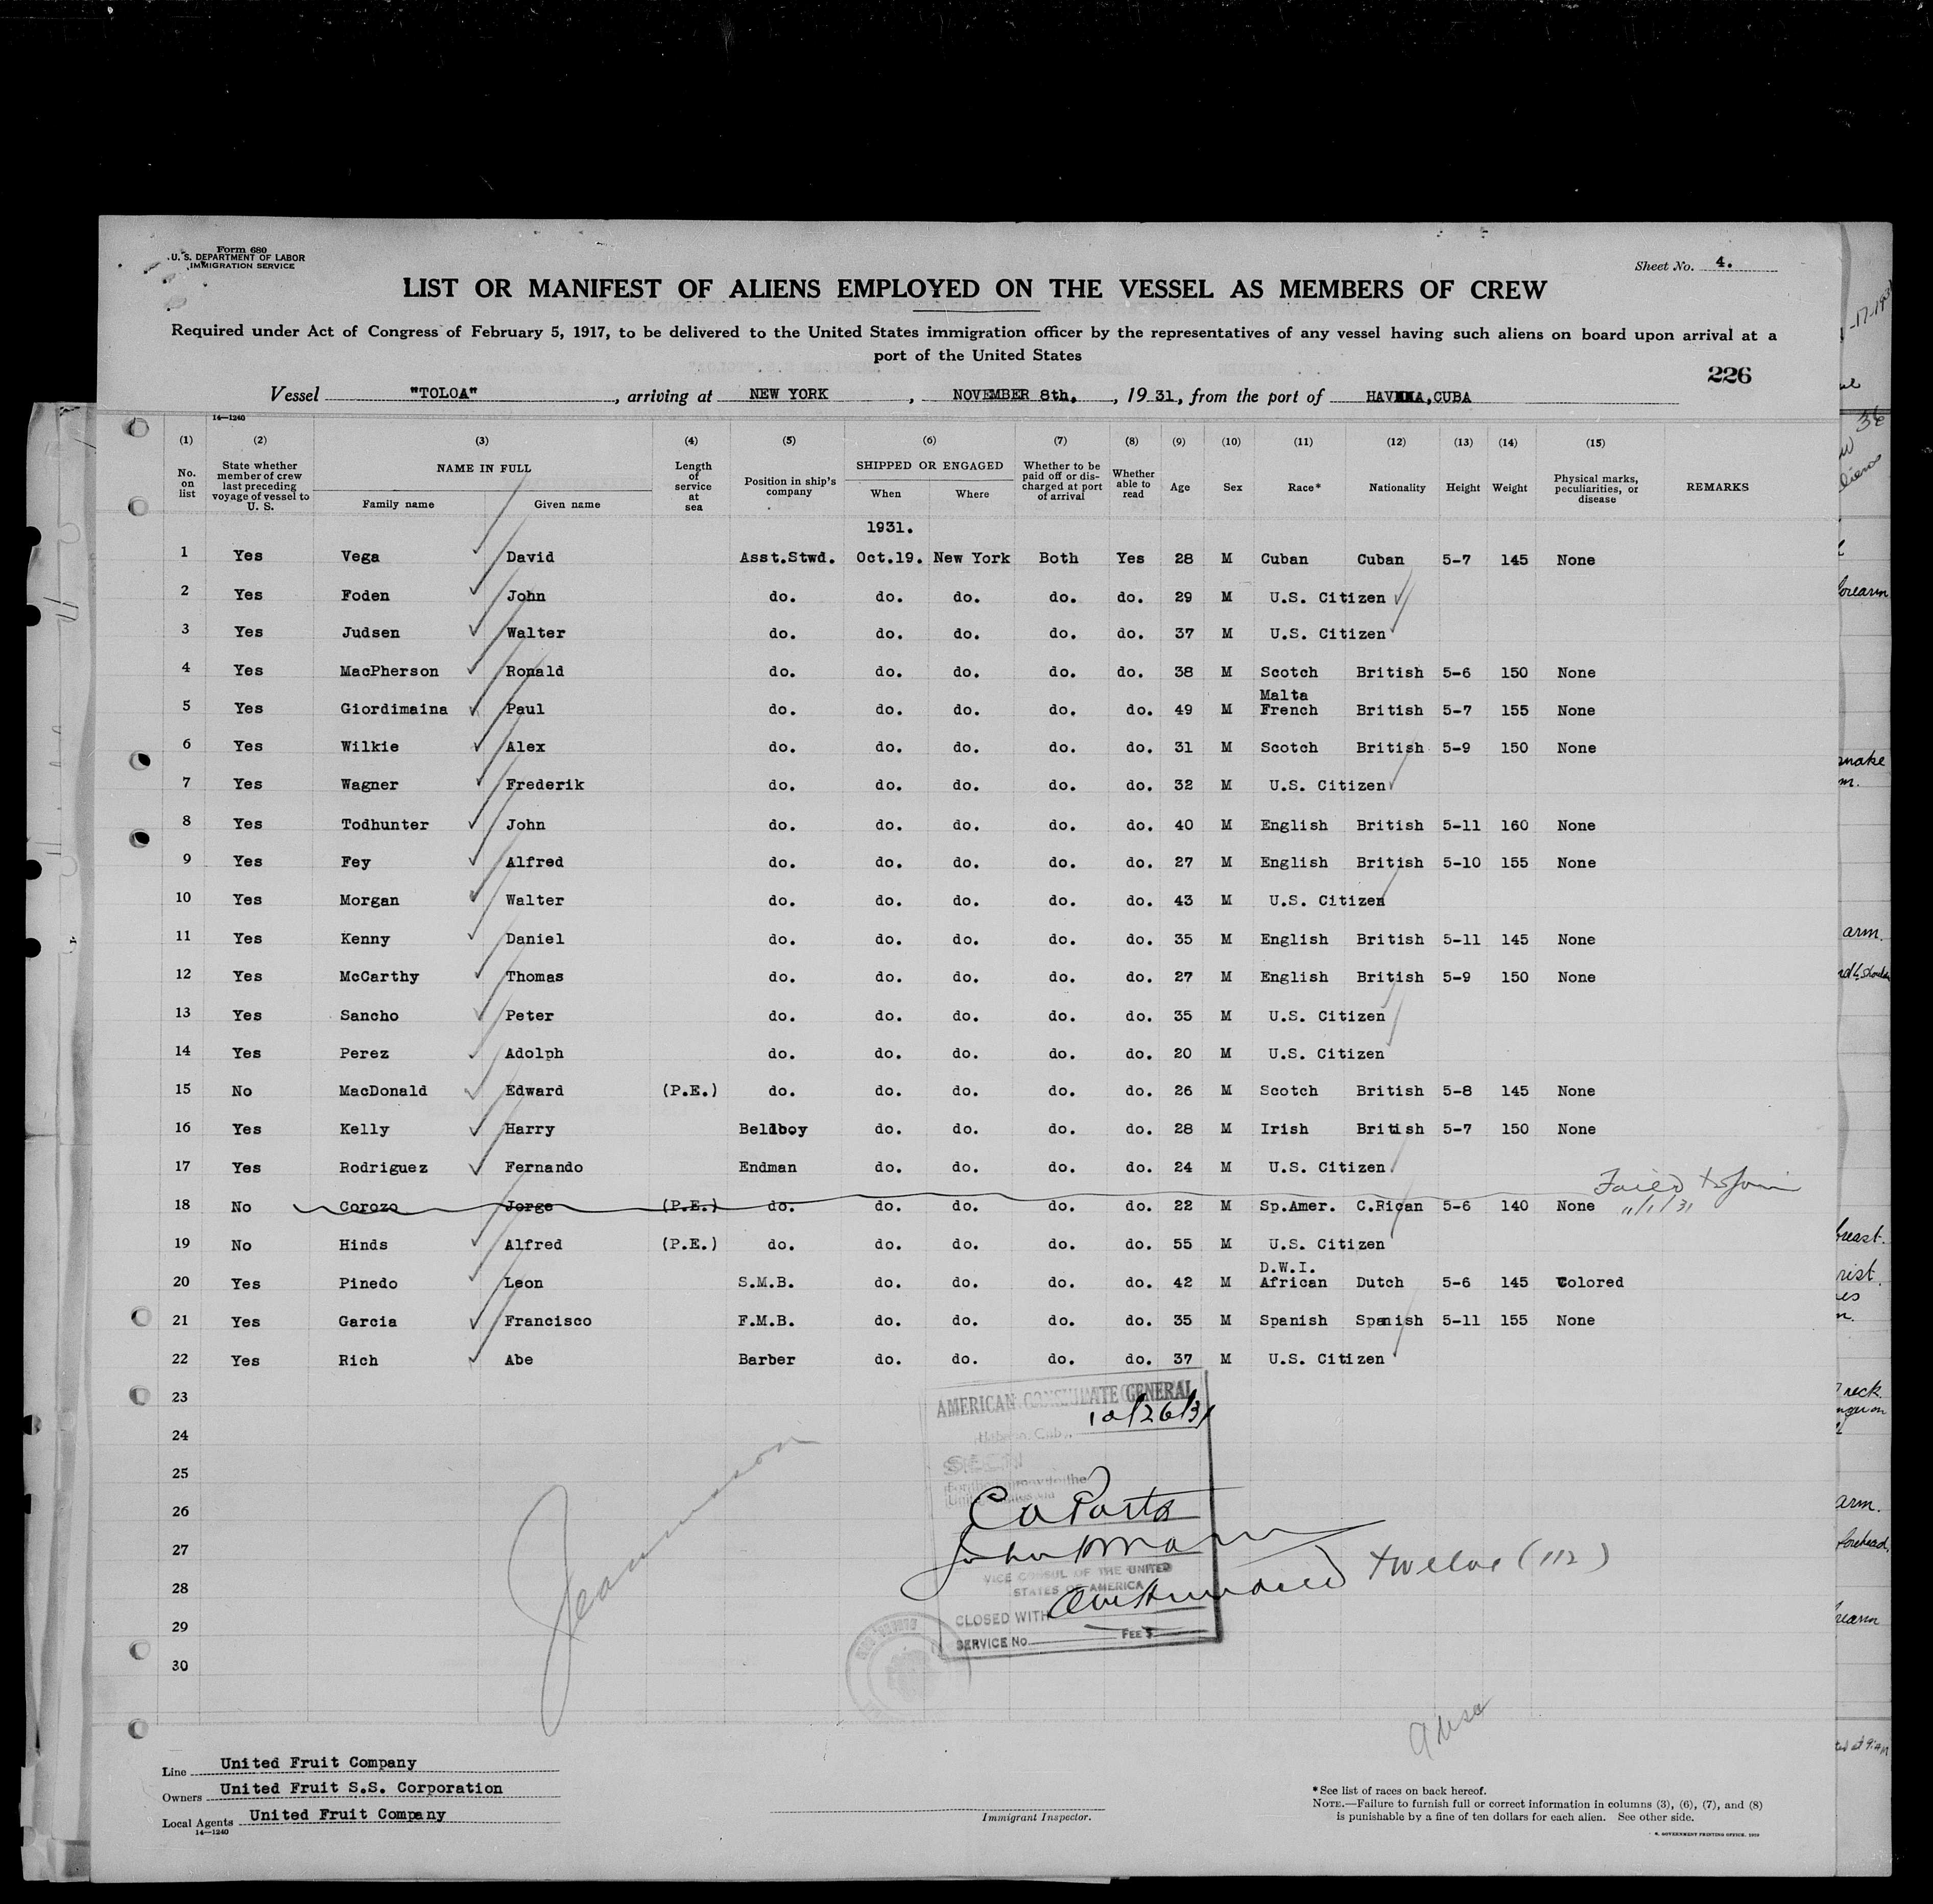 Form 680
U. S. DEPARTMENT OF LABOR
IMMIGRATION SERVICE
Sheet No. 4.
LIST OR MANIFEST OF ALIENS EMPLOYED ON THE VESSEL AS MEMBERS OF CREW
Required under Act of Congress of February 5, 1917, to be delivered to the United States immigration officer by the representatives of any vessel having such aliens on board upon arrival at a
port of the United States
226
Vessel "TOLOA", arriving at NEW YORK, NOVEMBER 8th., 1931, from the port of HAVANA, CUBA
14—1240
(1) (2) (3) (4) (5) (6) (7) (8) (9) (10) (11) (12) (13) (14) (15)
No. on list
State whether member of crew last preceding voyage of vessel to U. S.
NAME IN FULL
Family name Given name
Length of service at sea
Position in ship's company
SHIPPED OR ENGAGED
When Where
Whether to be paid off or discharged at port of arrival
Whether able to read
Age Sex Race* Nationality Height Weight
Physical marks, peculiarities, or disease
REMARKS
1931.
1 Yes Vega David Asst.Stwd. Oct.19. New York Both Yes 28 M Cuban Cuban 5-7 145 None
2 Yes Foden John do. do. do. do. do. 29 M U.S. Citizen
3 Yes Judsen Walter do. do. do. do. do. 37 M U.S. Citizen
4 Yes MacPherson Ronald do. do. do. do. do. 38 M Scotch British 5-6 150 None
5 Yes Giordimaina Paul do. do. do. do. do. 49 M Malta French British 5-7 155 None
6 Yes Wilkie Alex do. do. do. do. do. 31 M Scotch British 5-9 150 None
7 Yes Wagner Frederik do. do. do. do. do. 32 M U.S. Citizen
8 Yes Todhunter John do. do. do. do. do. 40 M English British 5-11 160 None
9 Yes Fey Alfred do. do. do. do. do. 27 M English British 5-10 155 None
10 Yes Morgan Walter do. do. do. do. do. 43 M U.S. Citizen
11 Yes Kenny Daniel do. do. do. do. do. 35 M English British 5-11 145 None
12 Yes McCarthy Thomas do. do. do. do. do. 27 M English British 5-9 150 None
13 Yes Sancho Peter do. do. do. do. do. 35 M U.S. Citizen
14 Yes Perez Adolph do. do. do. do. do. 20 M U.S. Citizen
15 No MacDonald Edward (P.E.) do. do. do. do. do. 26 M Scotch British 5-8 145 None
16 Yes Kelly Harry Bellboy do. do. do. do. 28 M Irish British 5-7 150 None
17 Yes Rodriguez Fernando Endman do. do. do. do. 24 M U.S. Citizen
18 No Corozo Jorge (P.E.) do. do. do. do. do. 22 M Sp.Amer. C.Rican 5-6 140 None Failed to Join 11/1/31
19 No Hinds Alfred (P.E.) do. do. do. do. do. 55 M U.S. Citizen
20 Yes Pinedo Leon S.M.B. do. do. do. do. 42 M D.W.I. African Dutch 5-6 145 Colored
21 Yes Garcia Francisco F.M.B. do. do. do. do. 35 M Spanish Spanish 5-11 155 None
22 Yes Rich Abe Barber do. do. do. do. 37 M U.S. Citizen
23
24
25
26
27
28
29
30
AMERICAN CONSULATE GENERAL
10/26/31
SEEN
VICE CONSUL OF THE UNITED
STATES OF AMERICA
One Hundred twelve (112)
CLOSED WITH
SERVICE No. FEE $
Line United Fruit Company
Owners United Fruit S.S. Corporation
Local Agents United Fruit Company
14—1240
Immigrant Inspector.
*See list of races on back hereof.
NOTE.—Failure to furnish full or correct information in columns (3), (6), (7), and (8)
is punishable by a fine of ten dollars for each alien. See other side.